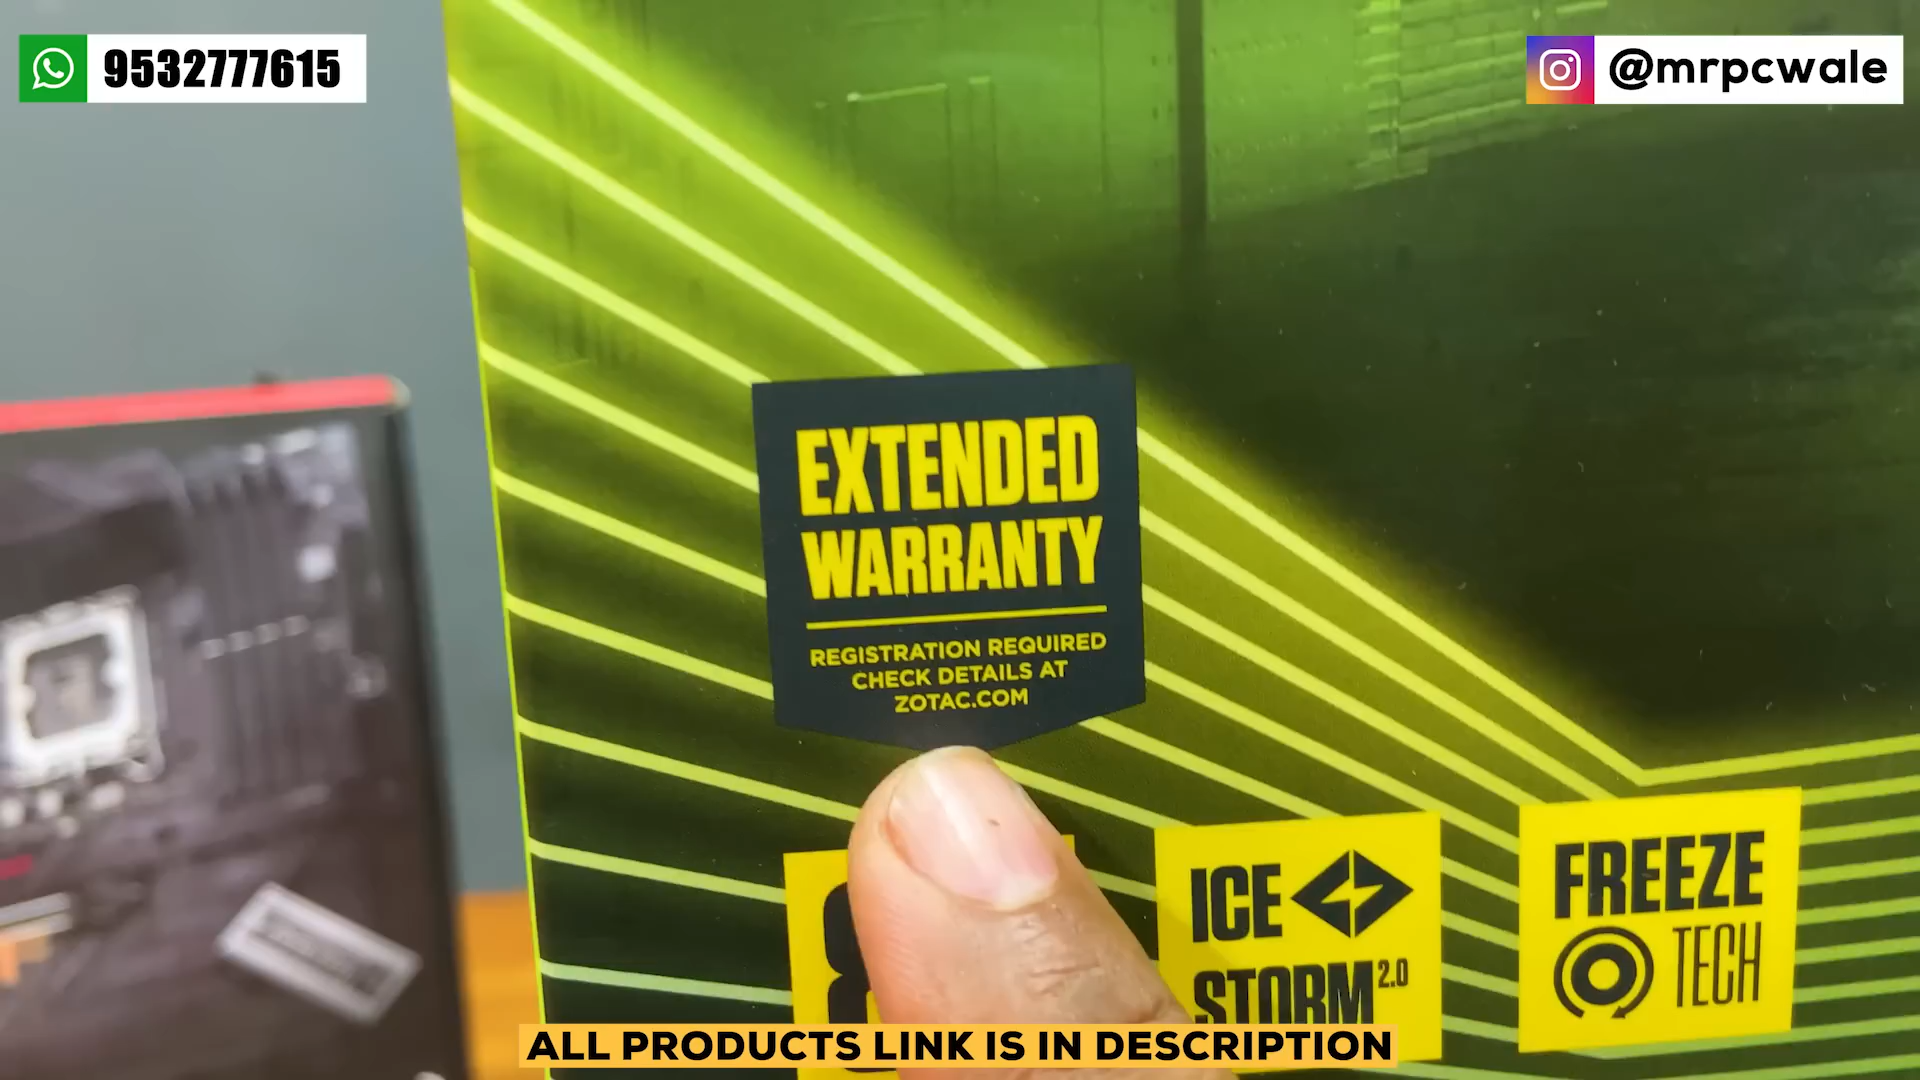 9532777615
@mrpcwale
EXTENDED
WARRANTY
REGISTRATION REQUIRED
CHECK DETAILS AT
ZOTAC.COM
8
ICE
STORM 2.0
FREEZE
TECH
ALL PRODUCTS LINK IS IN DESCRIPTION